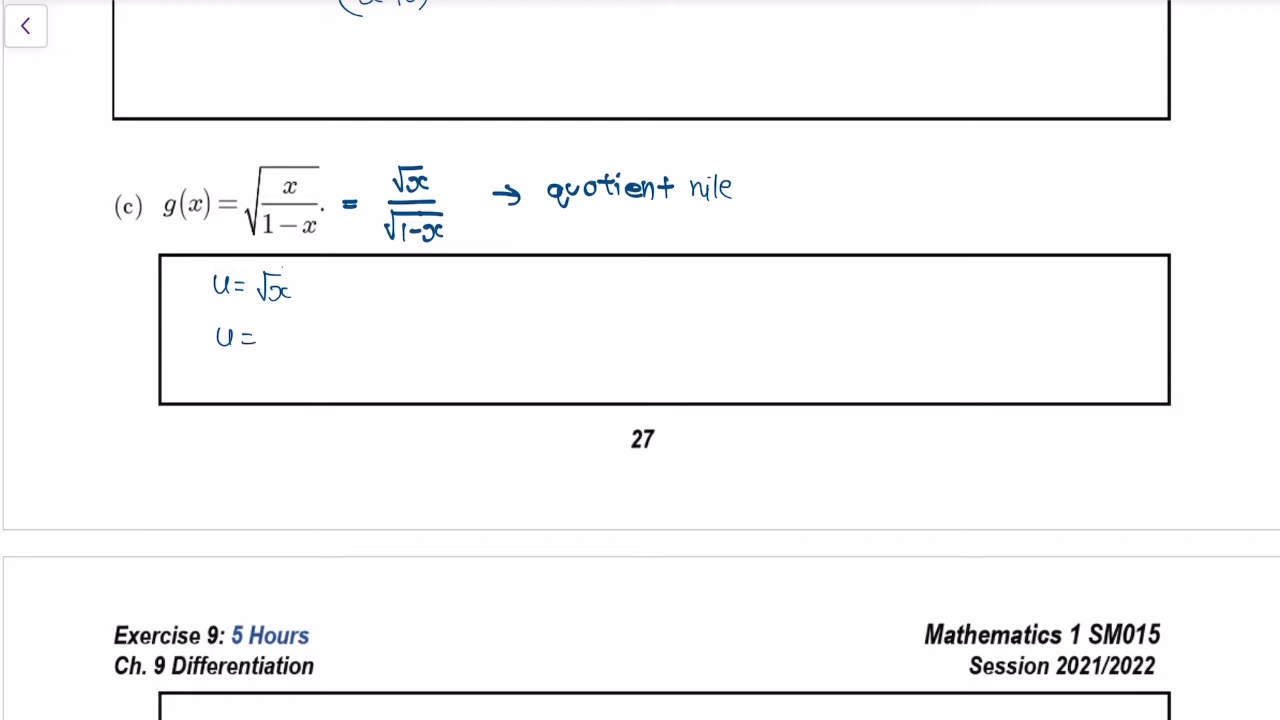 (c) g(x) = √(x/(1−x)). = √x/√(1-x) → quotient rule
u = √x
u =
27
Exercise 9: 5 Hours
Mathematics 1 SM015
Ch. 9 Differentiation
Session 2021/2022